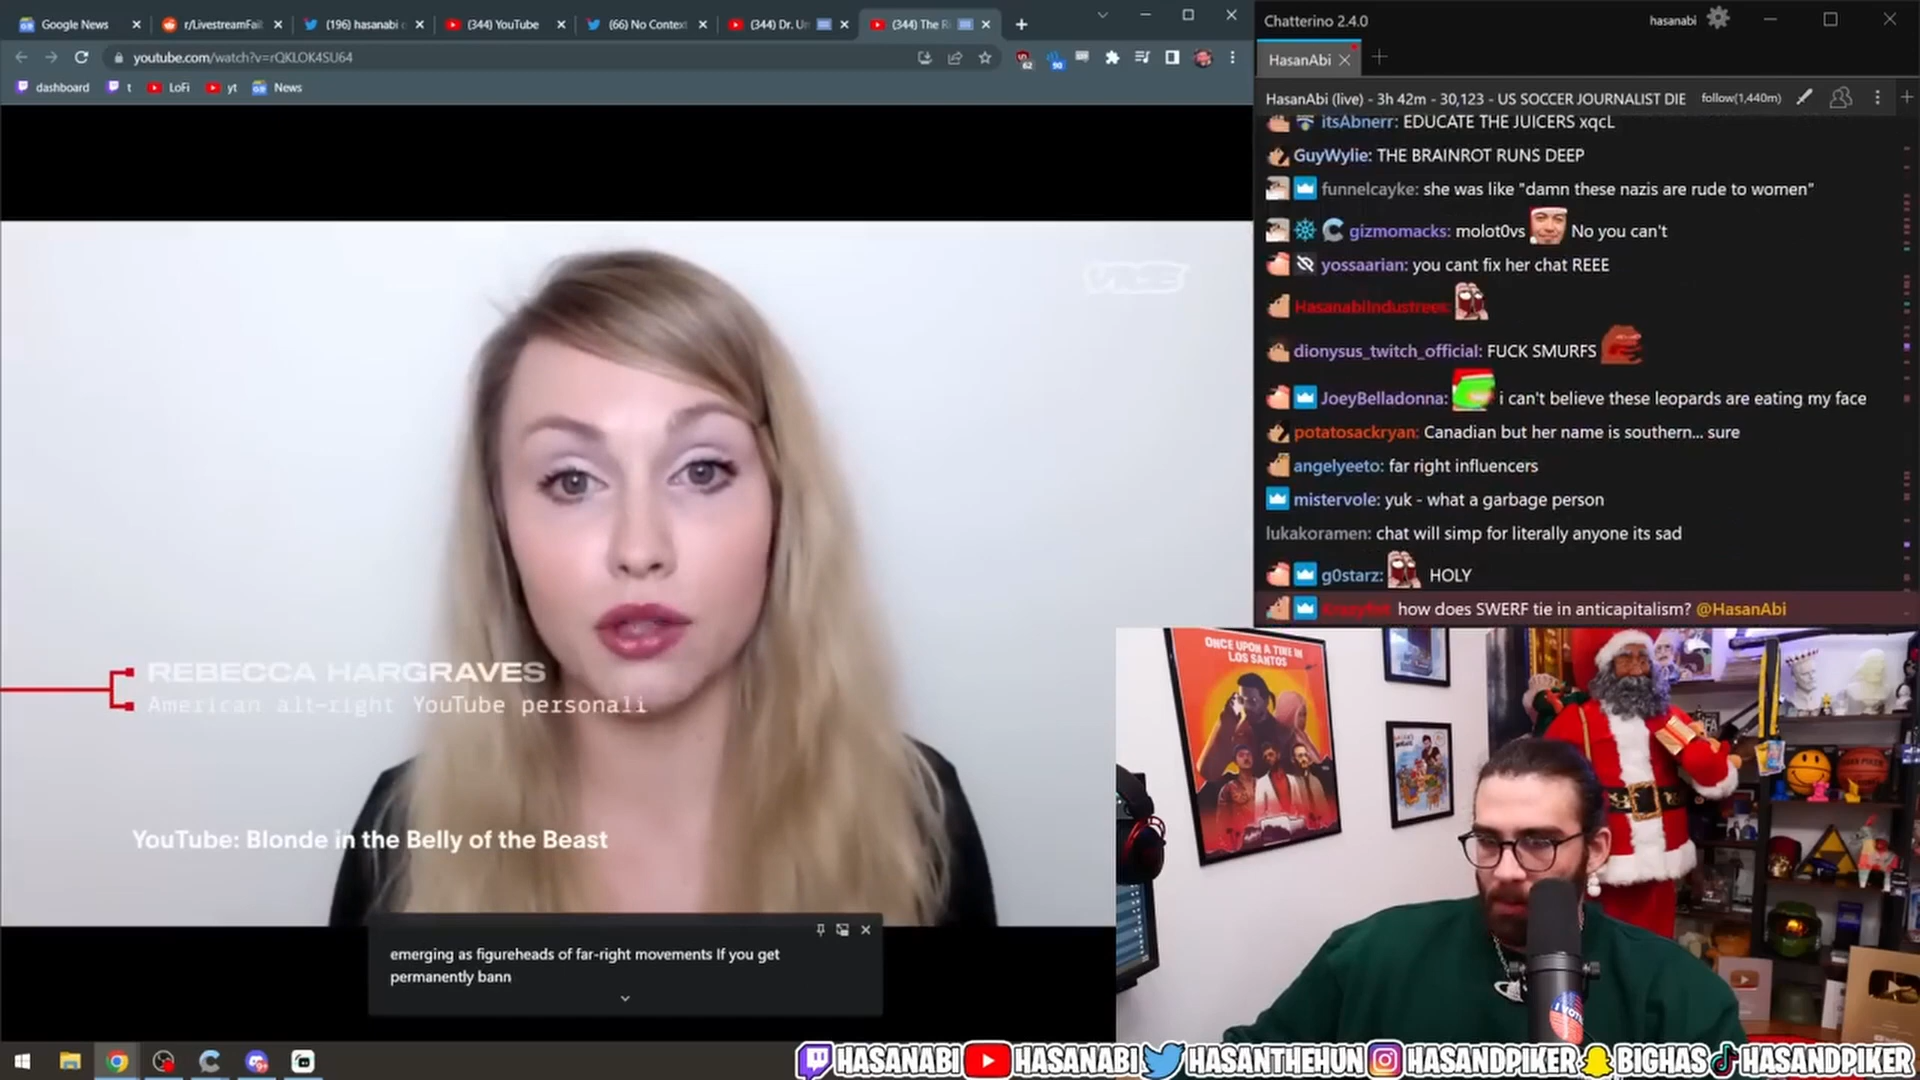 Google News
r/LivestreamFail
(196) hasanabi
(344) YouTube
(66) No Context
(344) Dr. Um
(344) The R
youtube.com/watch?v=rQKLOK4SU64
62
90
dashboard
t
LoFi
yt
News
VICE
REBECCA HARGRAVES
American alt-right YouTube personali
YouTube: Blonde in the Belly of the Beast
emerging as figureheads of far-right movements If you get
permanently bann
Chatterino 2.4.0
hasanabi
HasanAbi
HasanAbi (live) - 3h 42m - 30,123 - US SOCCER JOURNALIST DIE
follow(1,440m)
itsAbnerr: EDUCATE THE JUICERS xqcL
GuyWylie: THE BRAINROT RUNS DEEP
funnelcayke: she was like "damn these nazis are rude to women"
gizmomacks: molot0vs No you can't
yossaarian: you cant fix her chat REEE
HasanabiIndustrees:
dionysus_twitch_official: FUCK SMURFS
JoeyBelladonna: i can't believe these leopards are eating my face
potatosackryan: Canadian but her name is southern... sure
angelyeeto: far right influencers
mistervole: yuk - what a garbage person
lukakoramen: chat will simp for literally anyone its sad
g0starz: HOLY
how does SWERF tie in anticapitalism? @HasanAbi
ONCE UPON A TIME IN
LOS SANTOS
I VOTED
HASANABI HASANABI HASANTHEHUN HASANDPIKER BIGHAS HASANDPIKER